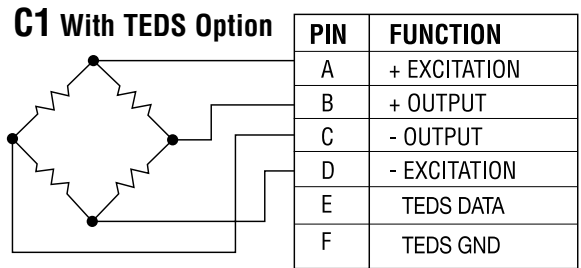 C1 With TEDS Option
PIN FUNCTION
A + EXCITATION
B + OUTPUT
C - OUTPUT
D - EXCITATION
E TEDS DATA
F TEDS GND